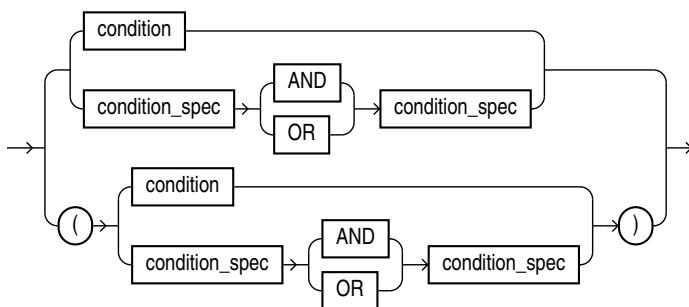 condition
AND
condition_spec condition_spec
OR
condition
( )
AND
condition_spec condition_spec
OR